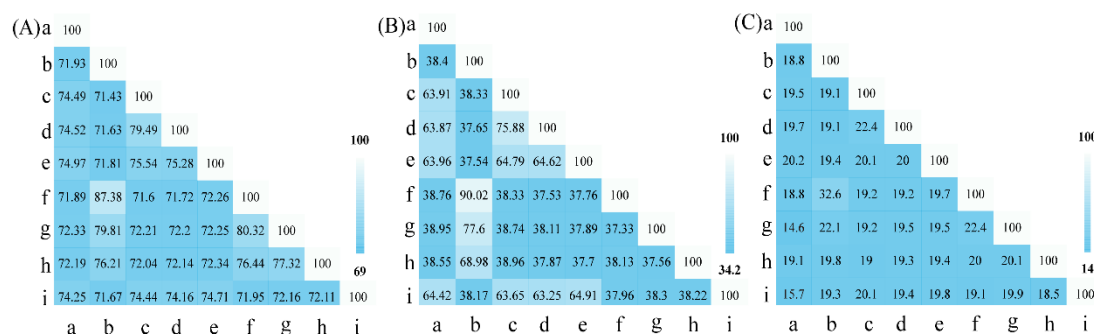 (A) a 100
b 71.93 100
c 74.49 71.43 100
d 74.52 71.63 79.49 100
e 74.97 71.81 75.54 75.28 100
f 71.89 87.38 71.6 71.72 72.26 100
g 72.33 79.81 72.21 72.2 72.25 80.32 100
h 72.19 76.21 72.04 72.14 72.34 76.44 77.32 100
i 74.25 71.67 74.44 74.16 74.71 71.95 72.16 72.11 100
a b c d e f g h i
100
69
(B) a 100
b 38.4 100
c 63.91 38.33 100
d 63.87 37.65 75.88 100
e 63.96 37.54 64.79 64.62 100
f 38.76 90.02 38.33 37.53 37.76 100
g 38.95 77.6 38.74 38.11 37.89 37.33 100
h 38.55 68.98 38.96 37.87 37.7 38.13 37.56 100
i 64.42 38.17 63.65 63.25 64.91 37.96 38.3 38.22 100
a b c d e f g h i
100
34.2
(C) a 100
b 18.8 100
c 19.5 19.1 100
d 19.7 19.1 22.4 100
e 20.2 19.4 20.1 20 100
f 18.8 32.6 19.2 19.2 19.7 100
g 14.6 22.1 19.2 19.5 19.5 22.4 100
h 19.1 19.8 19 19.3 19.4 20 20.1 100
i 15.7 19.3 20.1 19.4 19.8 19.1 19.9 18.5 100
a b c d e f g h i
100
14